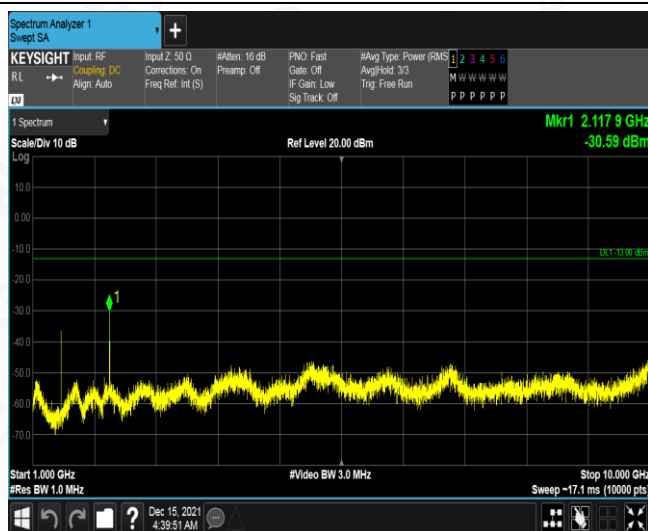 Spectrum Analyzer 1
Swept SA
+
KEYSIGHT Input: RF Input Z: 50 Ω #Atten: 16 dB PNO: Fast #Avg Type: Power (RMS 1 2 3 4 5 6
R L Coupling: DC Corrections: On Preamp: Off Gate: Off Avg|Hold: 3/3 M W W W W W
Align: Auto Freq Ref: Int (S) IF Gain: Low Trig: Free Run
Sig Track: Off P P P P P P
LXI
1 Spectrum Mkr1 2.117 9 GHz
Scale/Div 10 dB Ref Level 20.00 dBm -30.59 dBm
Log
10.0
0.00
-10.0
DL1 -13.00 dBm
-20.0
1
-30.0
-40.0
-50.0
-60.0
-70.0
Start 1.000 GHz #Video BW 3.0 MHz Stop 10.000 GHz
#Res BW 1.0 MHz Sweep ~17.1 ms (10000 pts)
? Dec 15, 2021
4:39:51 AM